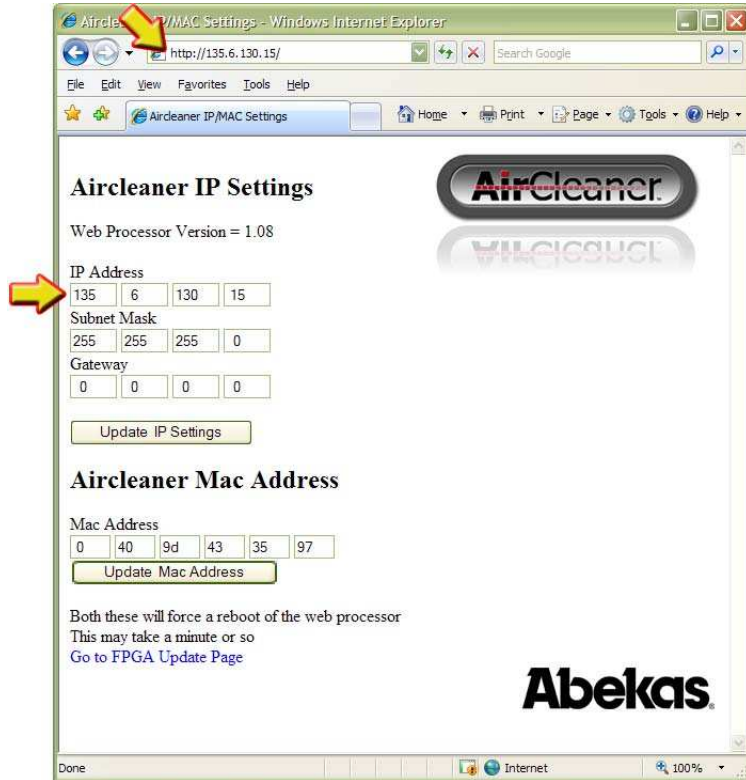 Aircleaner IP/MAC Settings - Windows Internet Explorer
http://135.6.130.15/
Search Google
File Edit View Favorites Tools Help
Aircleaner IP/MAC Settings
Home Print Page Tools Help
Aircleaner IP Settings
AirCleaner
Web Processor Version = 1.08
IP Address
135 6 130 15
Subnet Mask
255 255 255 0
Gateway
0 0 0 0
Update IP Settings
Aircleaner Mac Address
Mac Address
0 40 9d 43 35 97
Update Mac Address
Both these will force a reboot of the web processor
This may take a minute or so
Go to FPGA Update Page
Abekas
Done Internet 100%